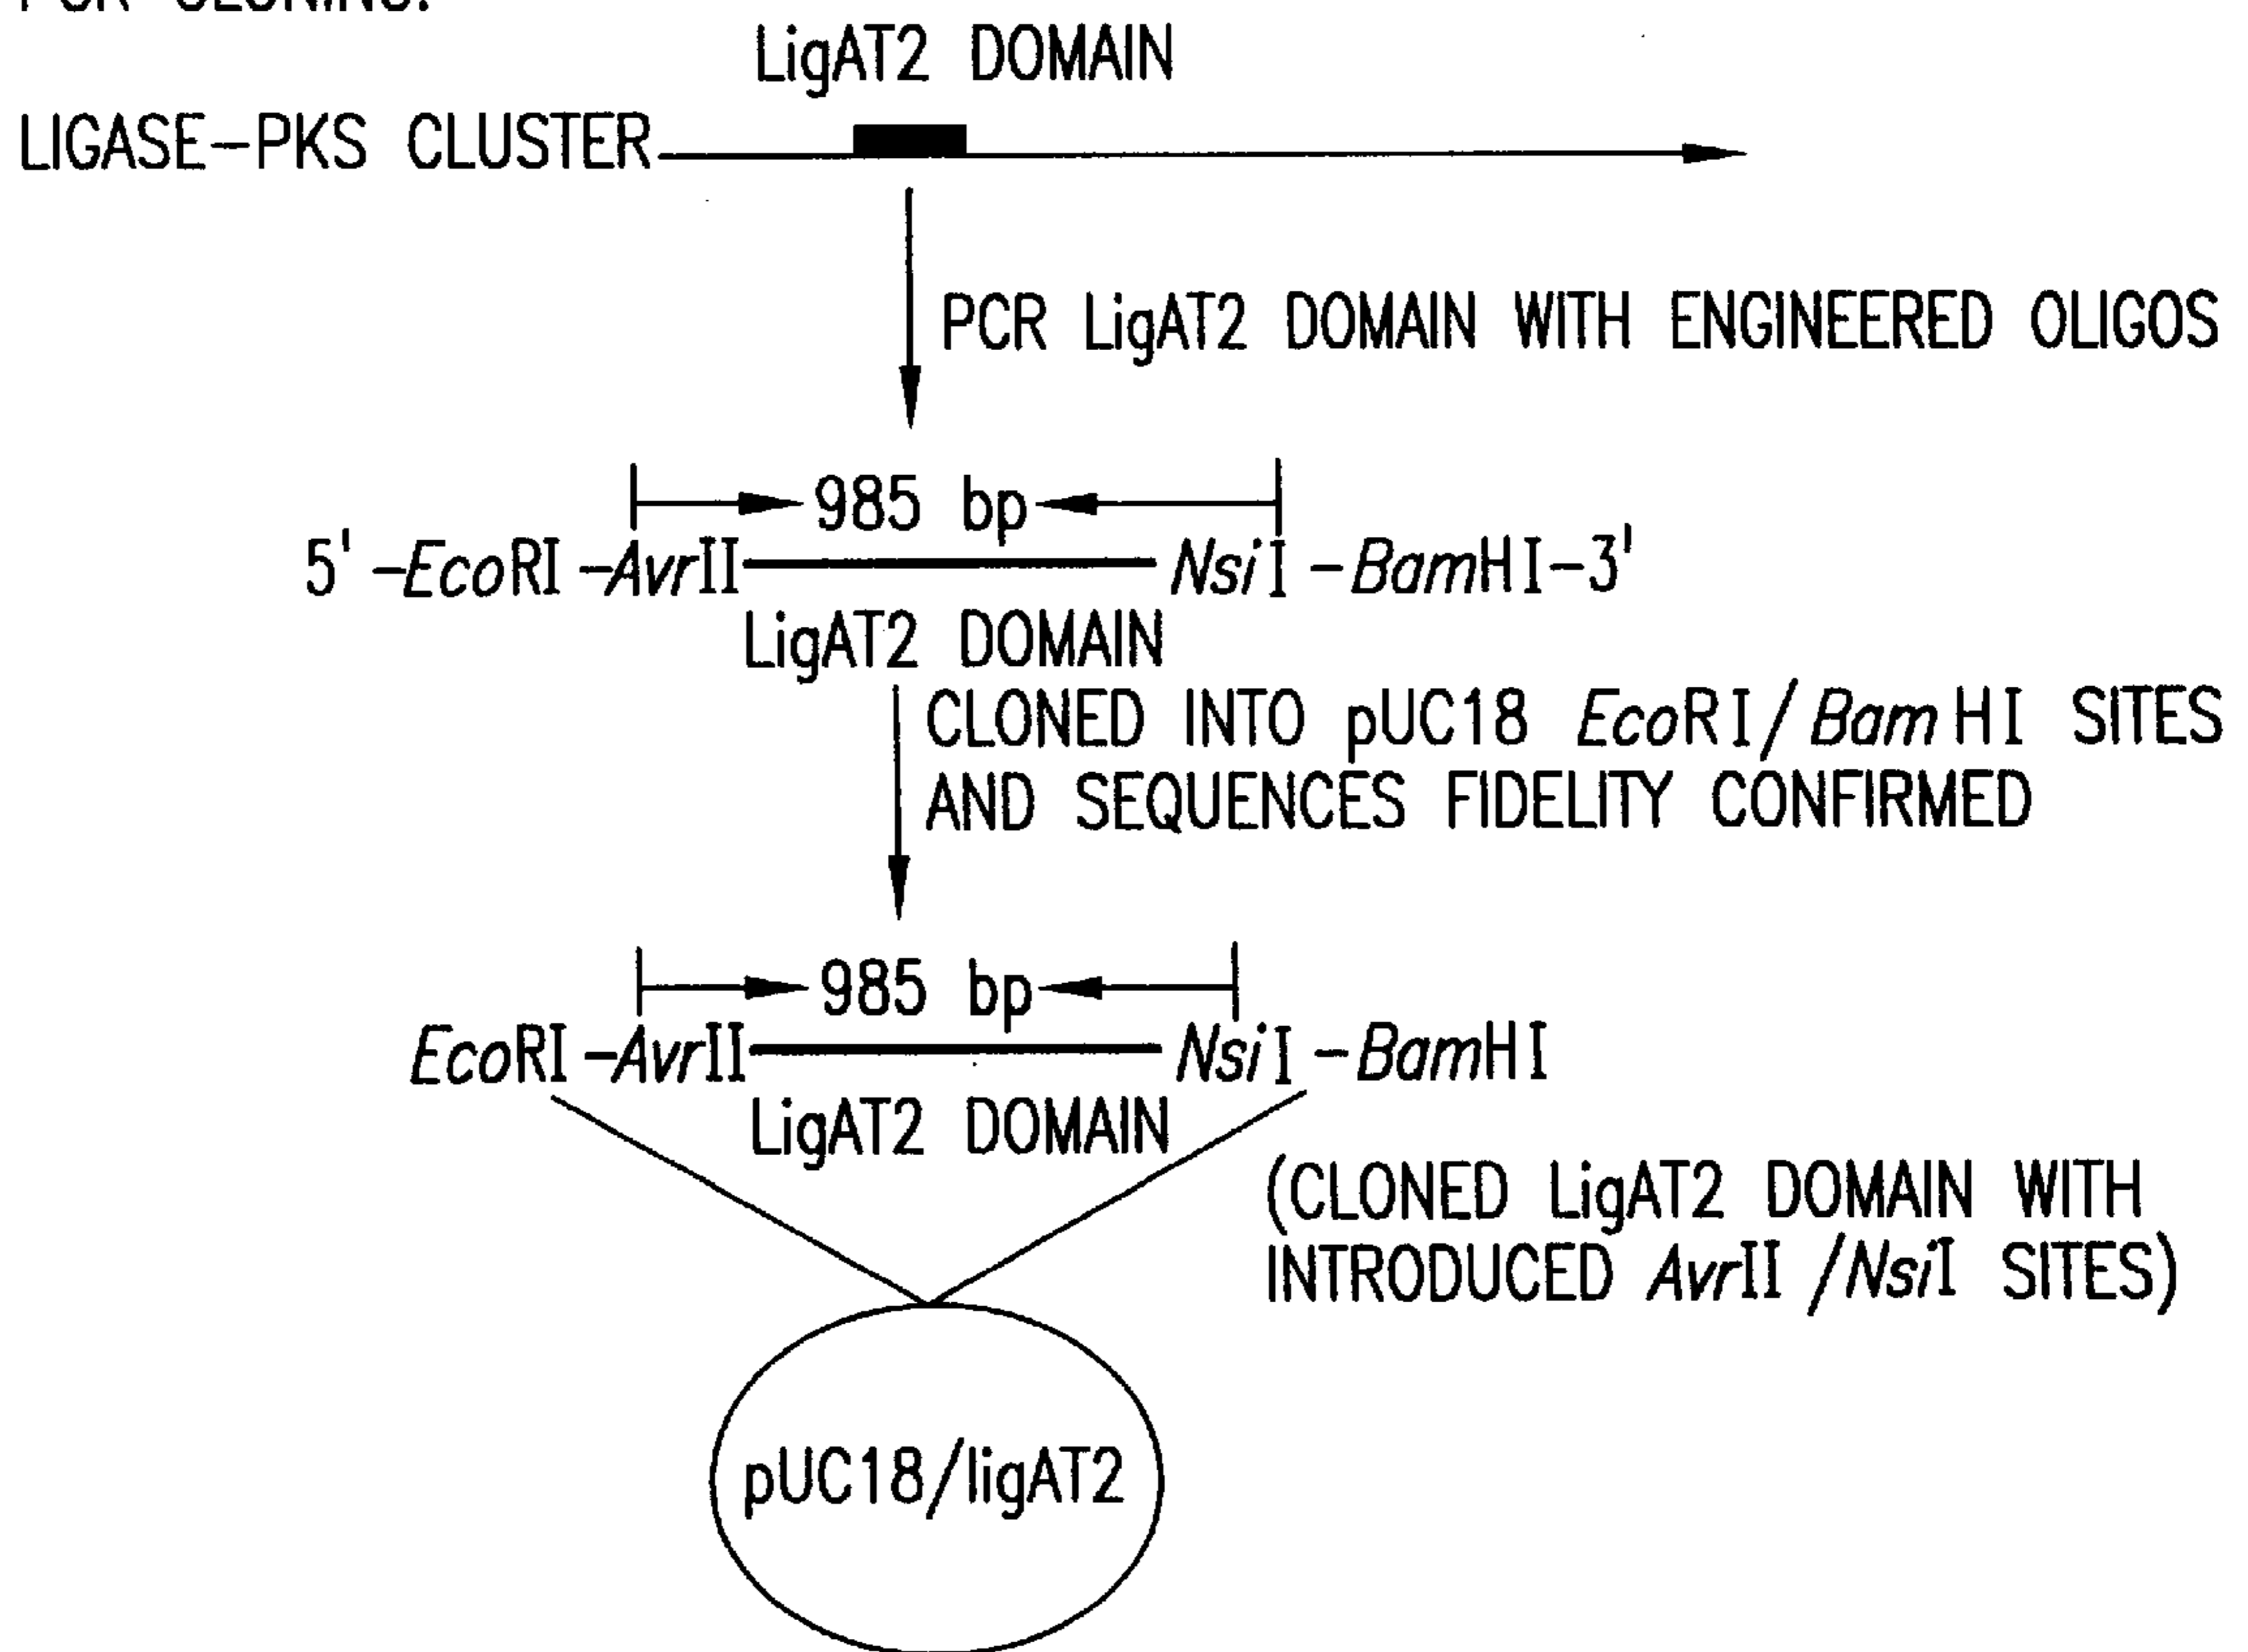 LigAT2 DOMAIN
LIGASE-PKS CLUSTER
PCR LigAT2 DOMAIN WITH ENGINEERED OLIGOS
985 bp
5' -EcoRI -AvrII NsiI -BamHI-3'
LigAT2 DOMAIN
CLONED INTO pUC18 EcoRI/BamHI SITES
AND SEQUENCES FIDELITY CONFIRMED
985 bp
EcoRI -AvrII NsiI -BamHI
LigAT2 DOMAIN
(CLONED LigAT2 DOMAIN WITH
INTRODUCED AvrII /NsiI SITES)
pUC18/ligAT2